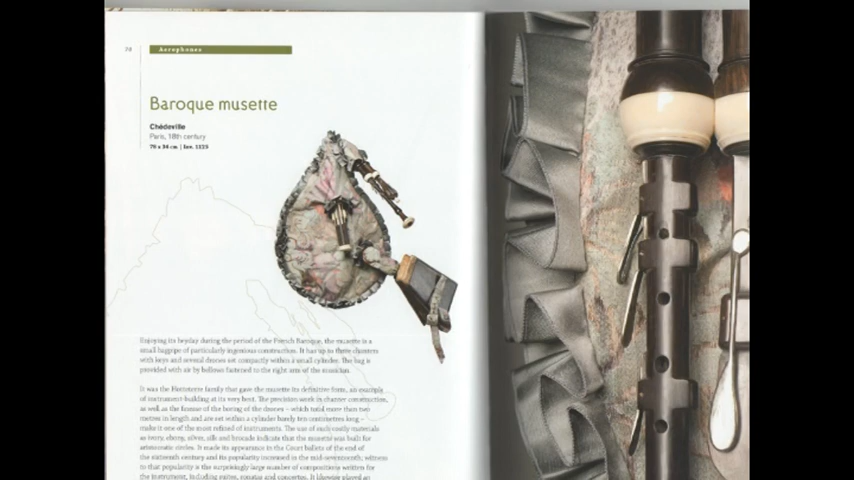 74
Aerophones
Baroque musette
Chédeville
Paris, 18th century
Enjoying its heyday during the period of the French Baroque, the musette is a
small bagpipe of particularly ingenious construction. It has up to three chanters
with keys and several drones set compactly within a small cylinder. The bag is
provided with air by bellows fastened to the right arm of the musician.
It was the Hotteterre family that gave the musette its definitive form, an example
of instrument-building at its very best. The precision work in chanter construction,
as well as the finesse of the boring of the drones – which total more than two
metres in length and are set within a cylinder barely ten centimetres long –
make it one of the most refined of instruments. The use of such costly materials
as ivory, ebony, silver, silk and brocade indicate that the musette was built for
aristocratic circles. It made its appearance in the Court ballets of the end of
the sixteenth century and its popularity increased in the mid-seventeenth; witness
to that popularity is the surprisingly large number of compositions written for
the instrument, including suites, sonatas and concertos. It likewise played an